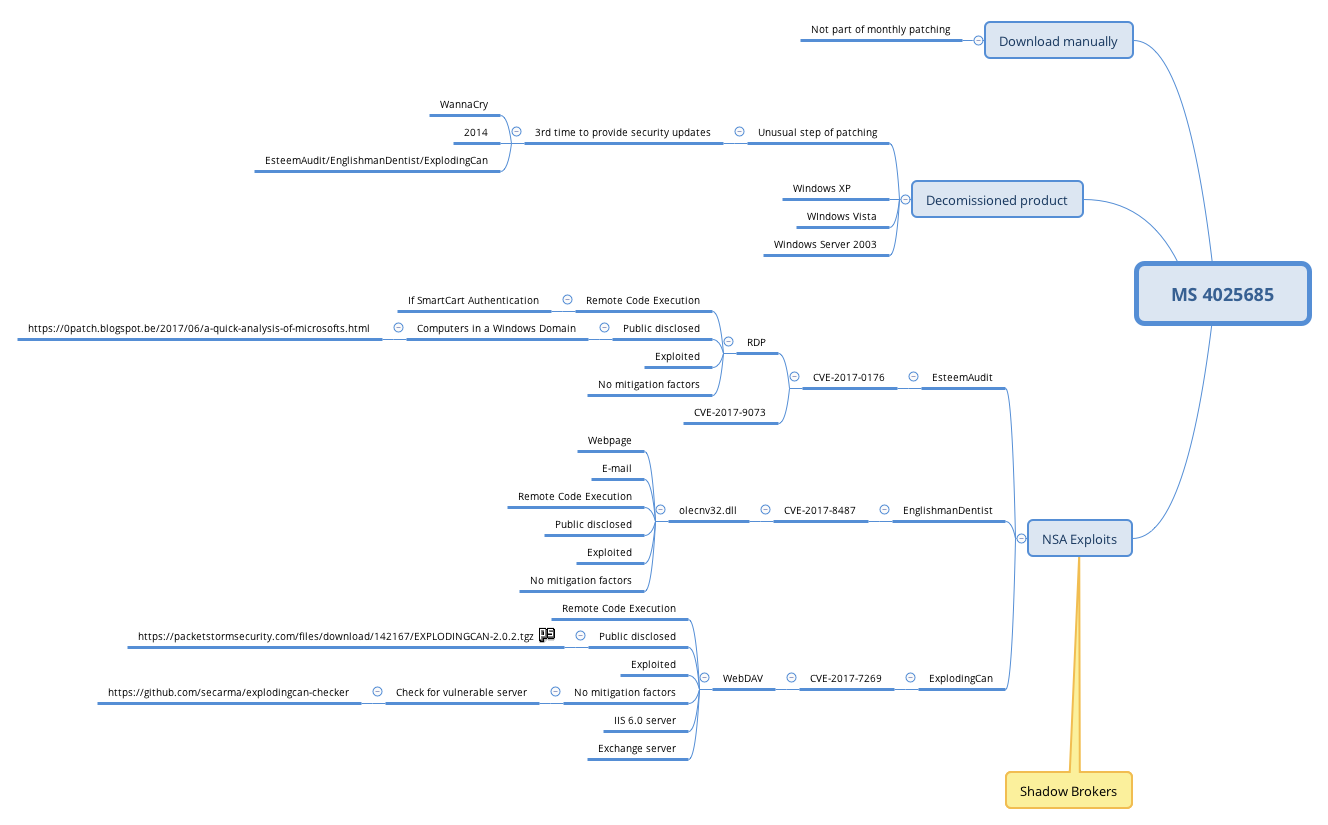 Not part of monthly patching
Download manually
WannaCry
2014
EsteemAudit/EnglishmanDentist/ExplodingCan
3rd time to provide security updates
Unusual step of patching
Windows XP
WIndows Vista
Windows Server 2003
Decomissioned product
MS 4025685
If SmartCart Authentication
Remote Code Execution
https://0patch.blogspot.be/2017/06/a-quick-analysis-of-microsofts.html
Computers in a Windows Domain
Public disclosed
Exploited
No mitigation factors
RDP
CVE-2017-9073
CVE-2017-0176
EsteemAudit
Webpage
E-mail
Remote Code Execution
Public disclosed
Exploited
No mitigation factors
olecnv32.dll
CVE-2017-8487
EnglishmanDentist
NSA Exploits
Remote Code Execution
https://packetstormsecurity.com/files/download/142167/EXPLODINGCAN-2.0.2.tgz
Public disclosed
Exploited
https://github.com/secarma/explodingcan-checker
Check for vulnerable server
No mitigation factors
IIS 6.0 server
Exchange server
WebDAV
CVE-2017-7269
ExplodingCan
Shadow Brokers